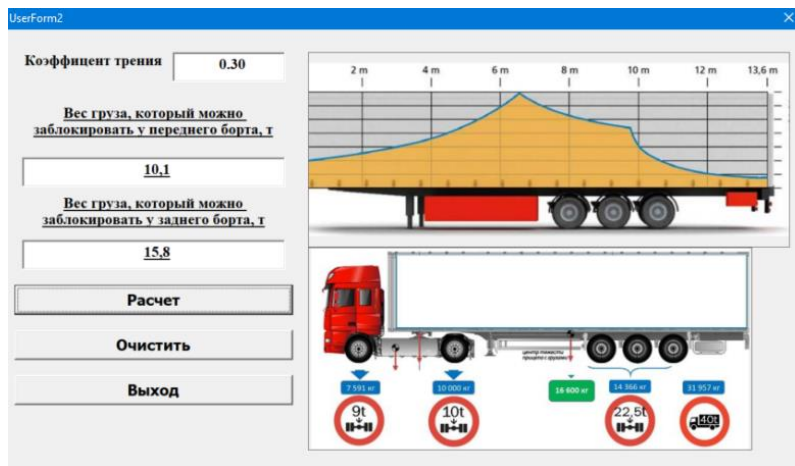 UserForm2
Коэффицент трения
0.30
Вес груза, который можно
заблокировать у переднего борта, т
10,1
Вес груза, который можно
заблокировать у заднего борта, т
15,8
Расчет
Очистить
Выход
2 m 4 m 6 m 8 m 10 m 12 m 13,6 m
центр тяжести
7 591 кг 10 000 кг 16 600 кг 14 366 кг 31 957 кг
9t 10t 22,5t 40t